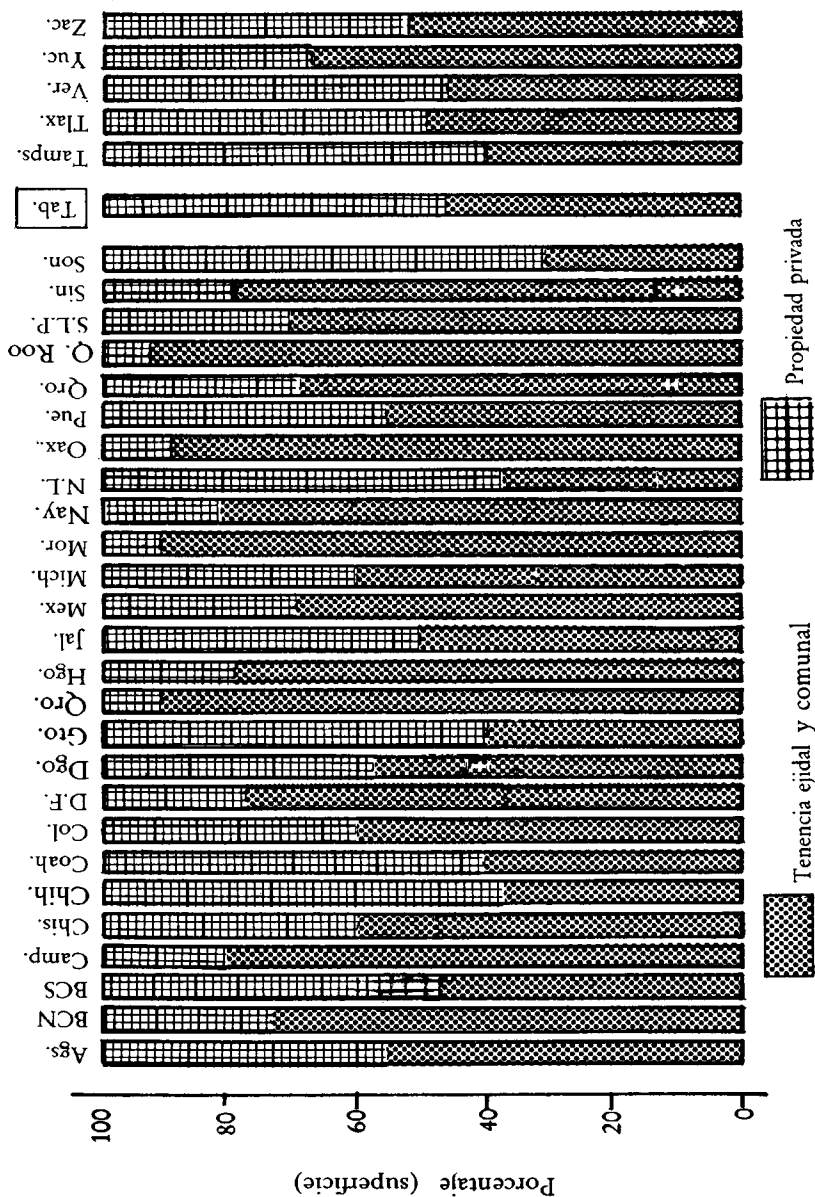 Ags.
BCN
BCS
Camp.
Chis.
Chih.
Coah.
Col.
D.F.
Dgo.
Gto.
Qro.
Hgo.
Jal.
Mex.
Mich.
Mor.
Nay.
N.L.
Oax..
Pue.
Qro.
Q. Roo
S.L.P.
Sin.
Son.
Tab.
Tamps.
Tlax.
Ver.
Yuc.
Zac.
100
80
60
40
20
0
Porcentaje (superficie)
Tenencia ejidal y comunal
Propiedad privada